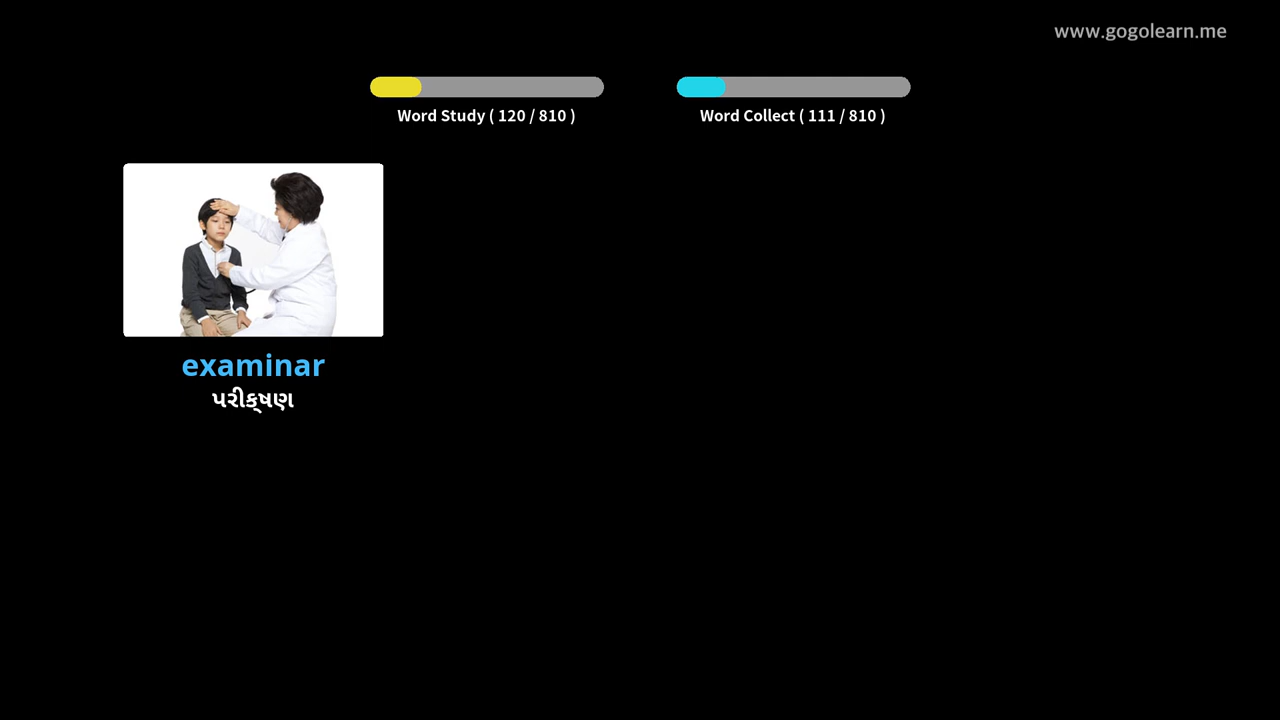 www.gogolearn.me
Word Study ( 120 / 810 )
Word Collect ( 111 / 810 )
examinar
પરીક્ષણ